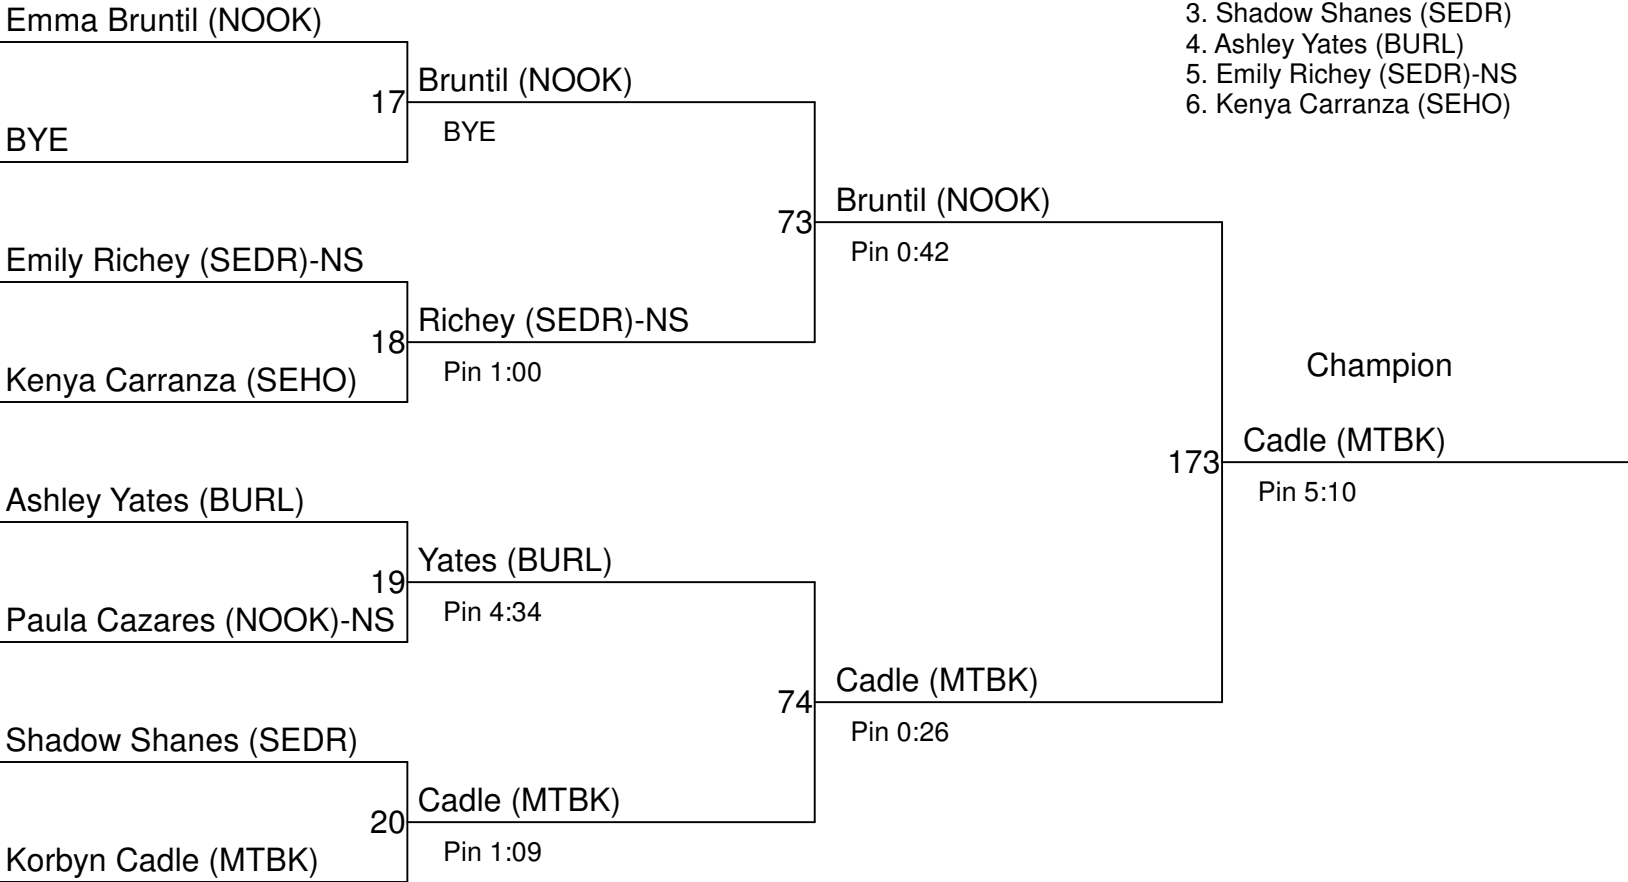 Emma Bruntil (NOOK)
17
BYE
Bruntil (NOOK)
BYE
Emily Richey (SEDR)-NS
18
Kenya Carranza (SEHO)
Richey (SEDR)-NS
Pin 1:00
73
Bruntil (NOOK)
Pin 0:42
Ashley Yates (BURL)
19
Paula Cazares (NOOK)-NS
Yates (BURL)
Pin 4:34
Shadow Shanes (SEDR)
20
Korbyn Cadle (MTBK)
Cadle (MTBK)
Pin 1:09
74
Cadle (MTBK)
Pin 0:26
173
Champion
Cadle (MTBK)
Pin 5:10
3. Shadow Shanes (SEDR)
4. Ashley Yates (BURL)
5. Emily Richey (SEDR)-NS
6. Kenya Carranza (SEHO)